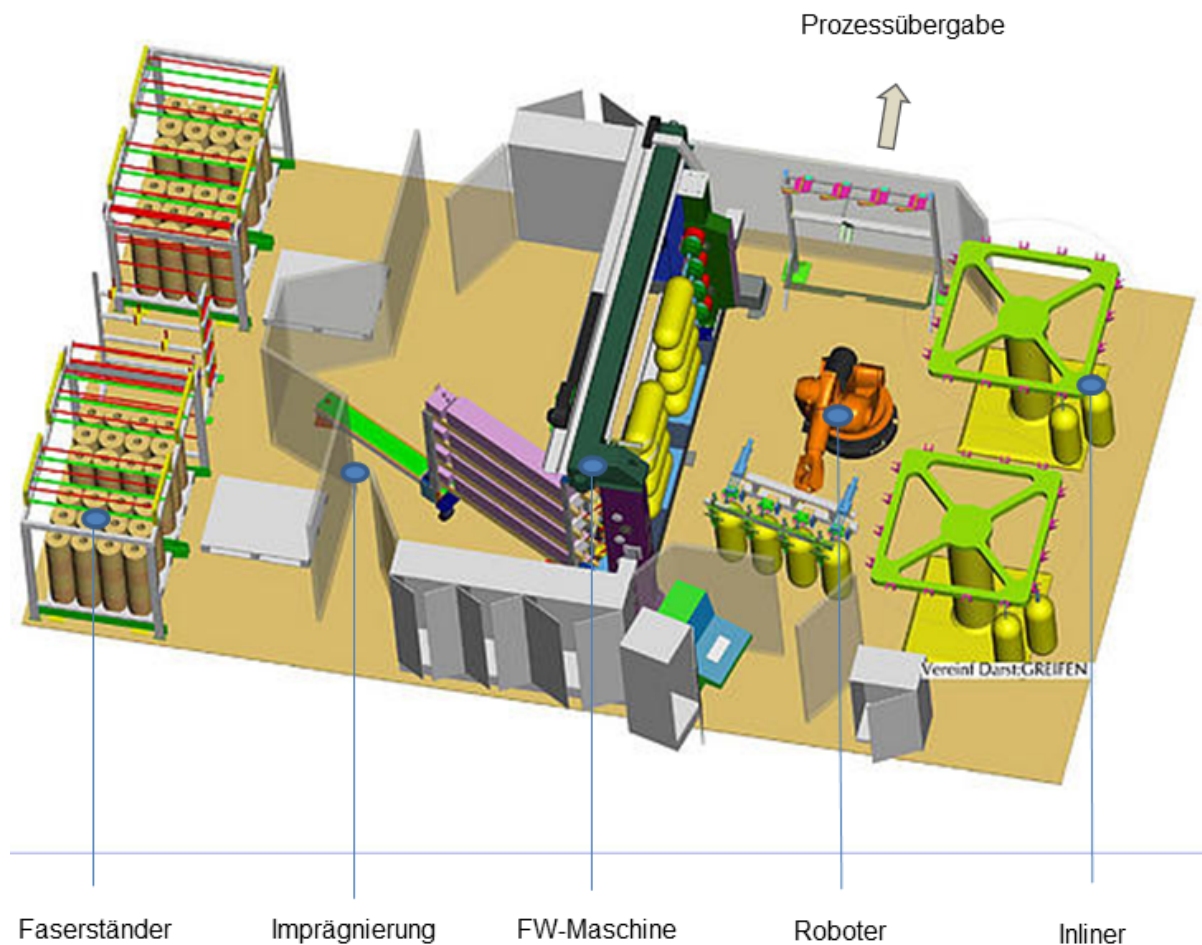 Prozessübergabe
Vereinf Darst;GREIFEN
Faserständer
Imprägnierung
FW-Maschine
Roboter
Inliner